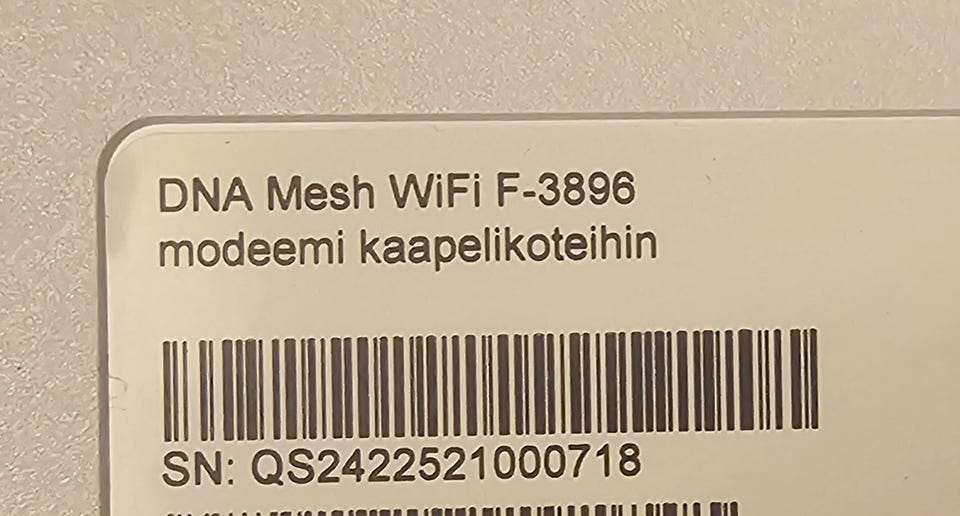 DNA Mesh WiFi F-3896
modeemi kaapelikoteihin
SN: QS2422521000718